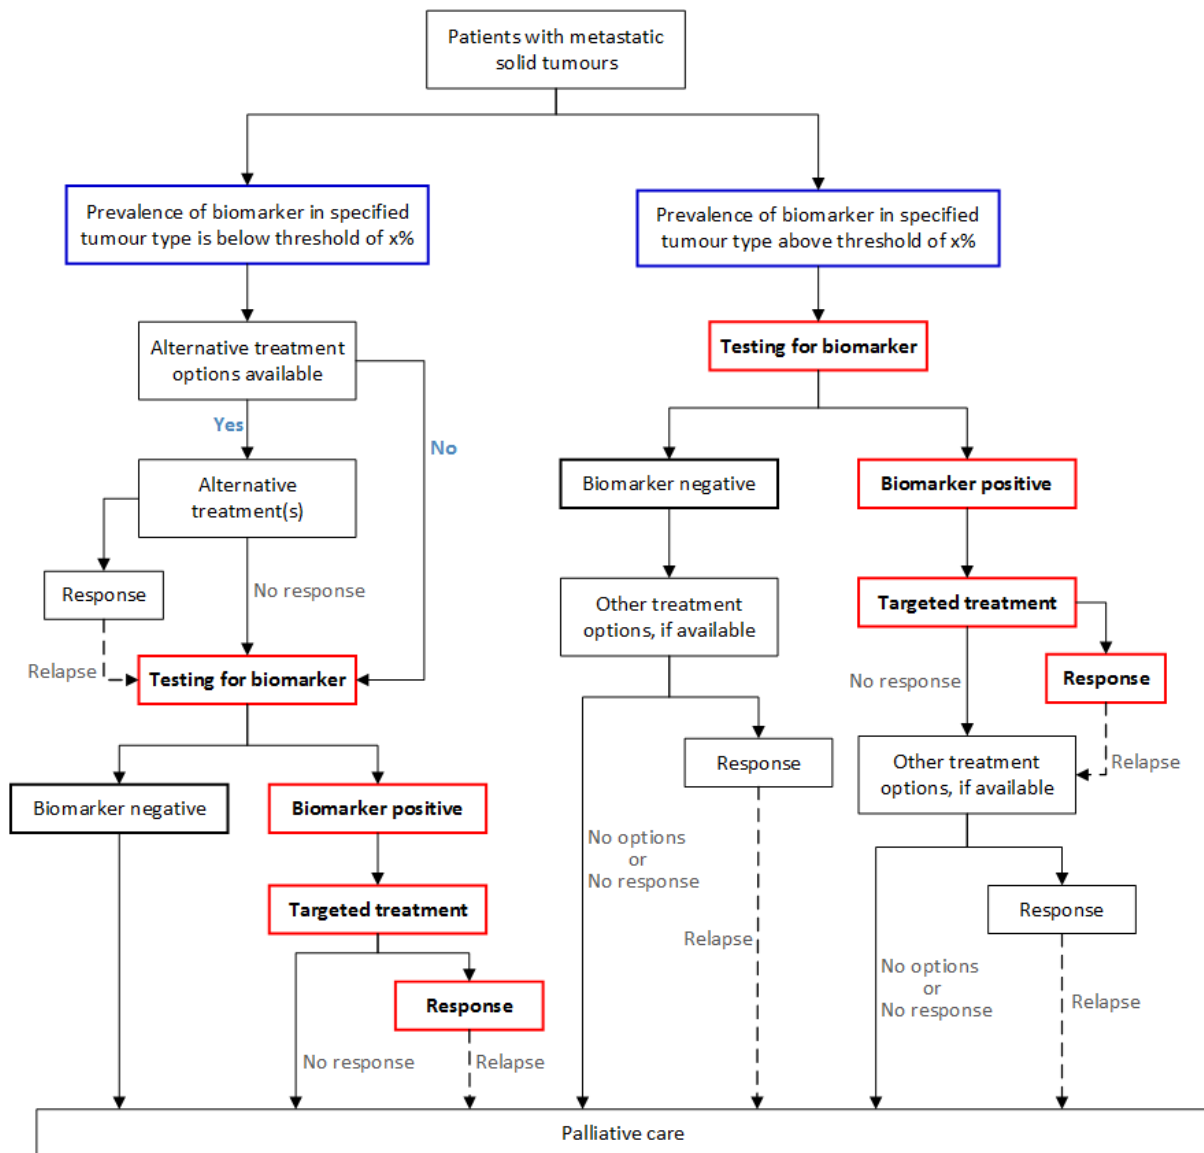 Patients with metastatic
solid tumours
Prevalence of biomarker in specified
tumour type is below threshold of x%
Prevalence of biomarker in specified
tumour type above threshold of x%
Alternative treatment
options available
Testing for biomarker
Yes
No
Alternative
treatment(s)
Biomarker negative
Biomarker positive
Response
No response
Other treatment
options, if available
Targeted treatment
Relapse
Testing for biomarker
No response
Response
Response
Other treatment
options, if available
Relapse
Biomarker negative
Biomarker positive
No options
or
No response
Targeted treatment
Response
Relapse
No options
or
No response
Relapse
Response
No response
Relapse
Palliative care